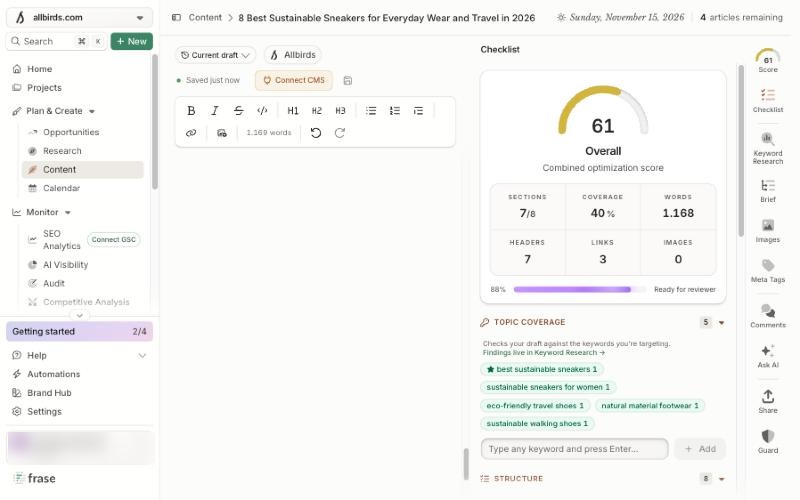 allbirds.com
Search ⌘ K
+ New
Home
Projects
Plan & Create
Opportunities
Research
Content
Calendar
Monitor
SEO Analytics
Connect GSC
AI Visibility
Audit
Competitive Analysis
Getting started 2/4
Help
Automations
Brand Hub
Settings
frase
Content > 8 Best Sustainable Sneakers for Everyday Wear and Travel in 2026
Sunday, November 15, 2026
4 articles remaining
Current draft
Allbirds
Saved just now
Connect CMS
B I S </> H1 H2 H3
1.169 words
Checklist
61
Overall
Combined optimization score
SECTIONS COVERAGE WORDS
7/8 40% 1.168
HEADERS LINKS IMAGES
7 3 0
88% Ready for reviewer
TOPIC COVERAGE 5
Checks your draft against the keywords you're targeting.
Findings live in Keyword Research →
best sustainable sneakers 1
sustainable sneakers for women 1
eco-friendly travel shoes 1 natural material footwear 1
sustainable walking shoes 1
Type any keyword and press Enter...
+ Add
STRUCTURE 8
61
Score
Checklist
Keyword
Research
Brief
Images
Meta Tags
Comments
Ask AI
Share
Guard